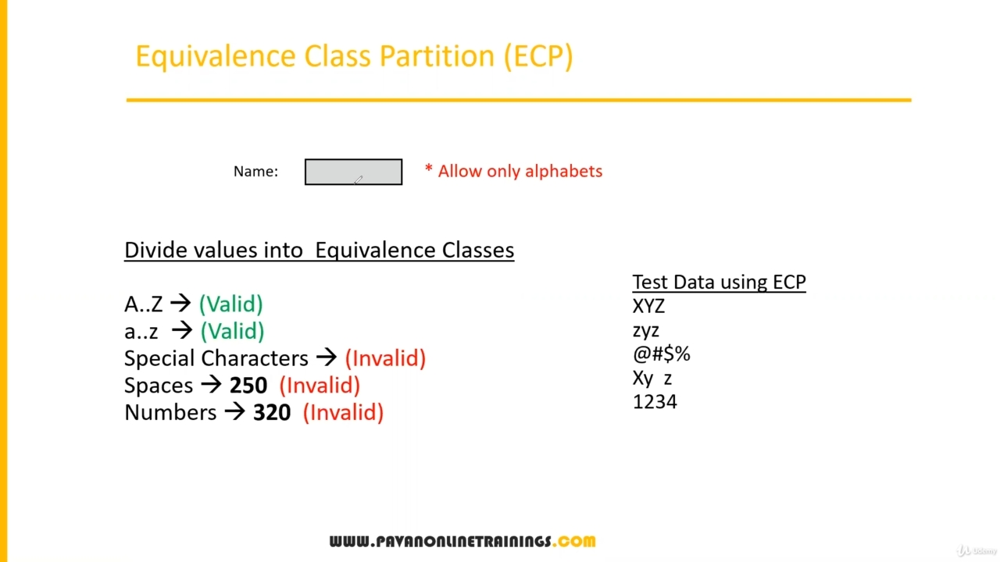 Equivalence Class Partition (ECP)
Name:
* Allow only alphabets
Divide values into Equivalence Classes
A..Z → (Valid)
a..z → (Valid)
Special Characters → (Invalid)
Spaces → 250 (Invalid)
Numbers → 320 (Invalid)
Test Data using ECP
XYZ
zyz
@#$%
Xy z
1234
WWW.PAVANONLINETRAININGS.COM
Udemy